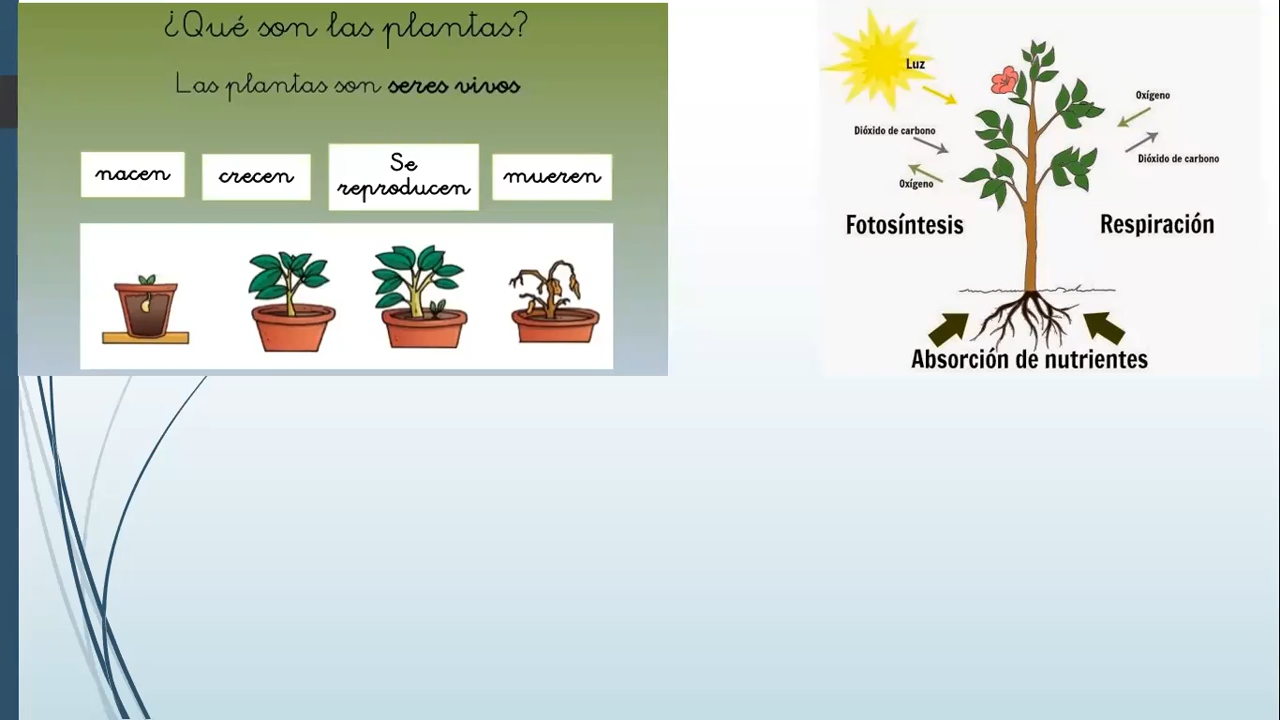 ¿Qué son las plantas?
Las plantas son seres vivos
nacen
crecen
Se
reproducen
mueren
Luz
Dióxido de carbono
Oxígeno
Fotosíntesis
Oxígeno
Dióxido de carbono
Respiración
Absorción de nutrientes